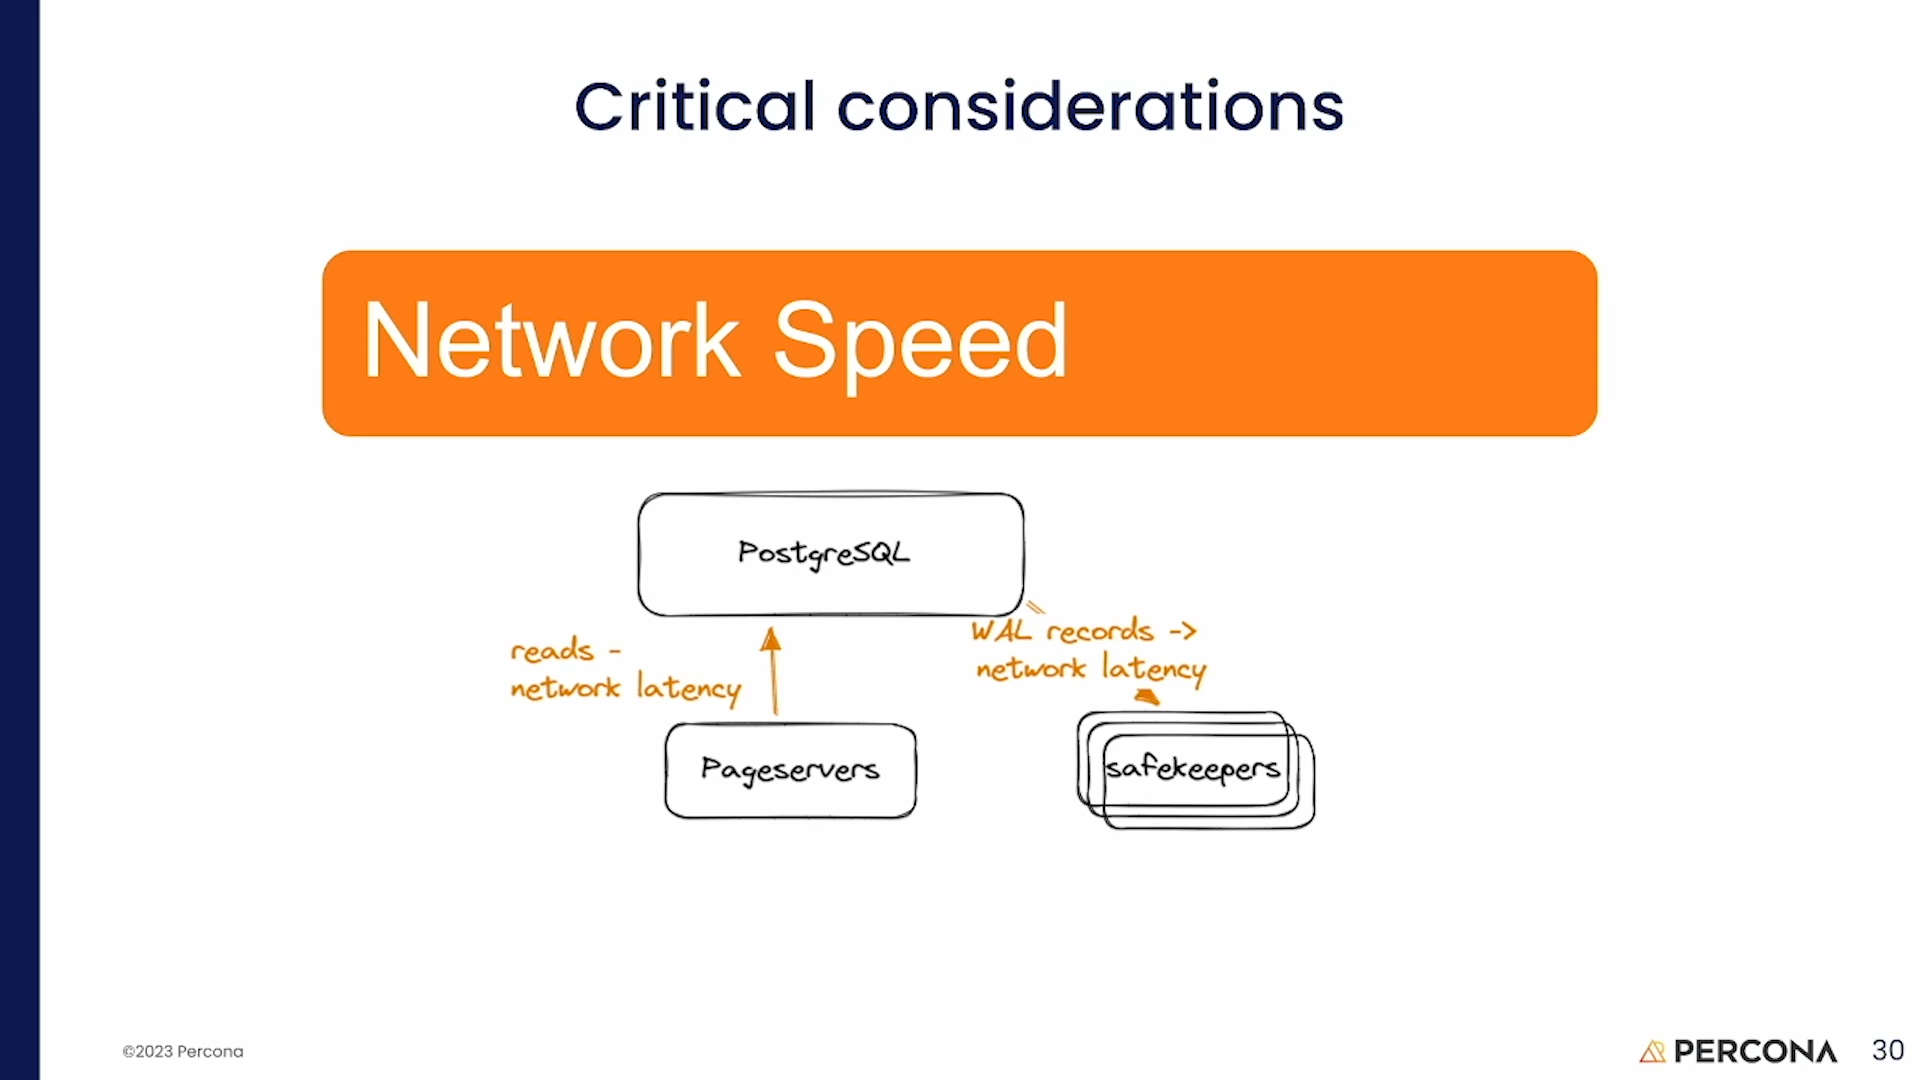 Critical considerations
Network Speed
PostgreSQL
reads -
network latency
WAL records ->
network latency
Pageservers
safekeepers
©2023 Percona
PERCONA
30